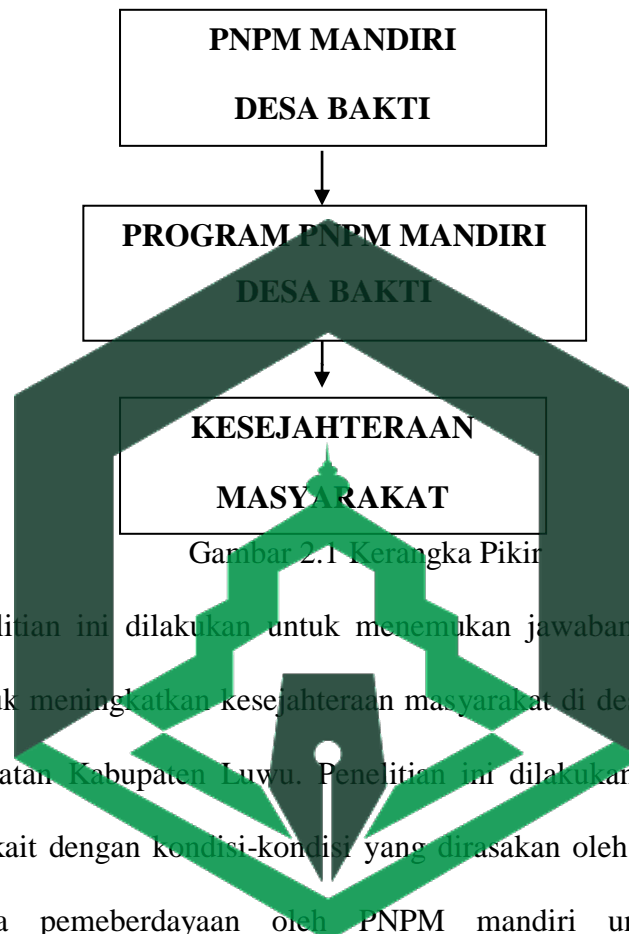 PNPM MANDIRI
DESA BAKTI
PROGRAM PNPM MANDIRI
DESA BAKTI
KESEJAHTERAAN
MASYARAKAT
Gambar 2.1 Kerangka Pikir
litian ini dilakukan untuk menemukan jawaban
uk meningkatkan kesejahteraan masyarakat di des
atan Kabupaten Luwu. Penelitian ini dilakukan
kait dengan kondisi-kondisi yang dirasakan oleh
a pemeberdayaan oleh PNPM mandiri un